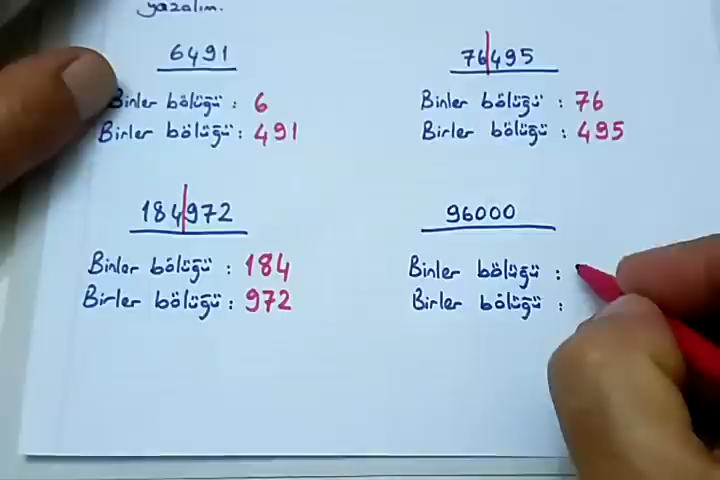 yazalım.
6491
Binler bölüğü : 6
Birler bölüğü : 491
76495
Binler bölüğü : 76
Birler bölüğü : 495
184972
Binler bölüğü : 184
Birler bölüğü : 972
96000
Binler bölüğü :
Birler bölüğü :